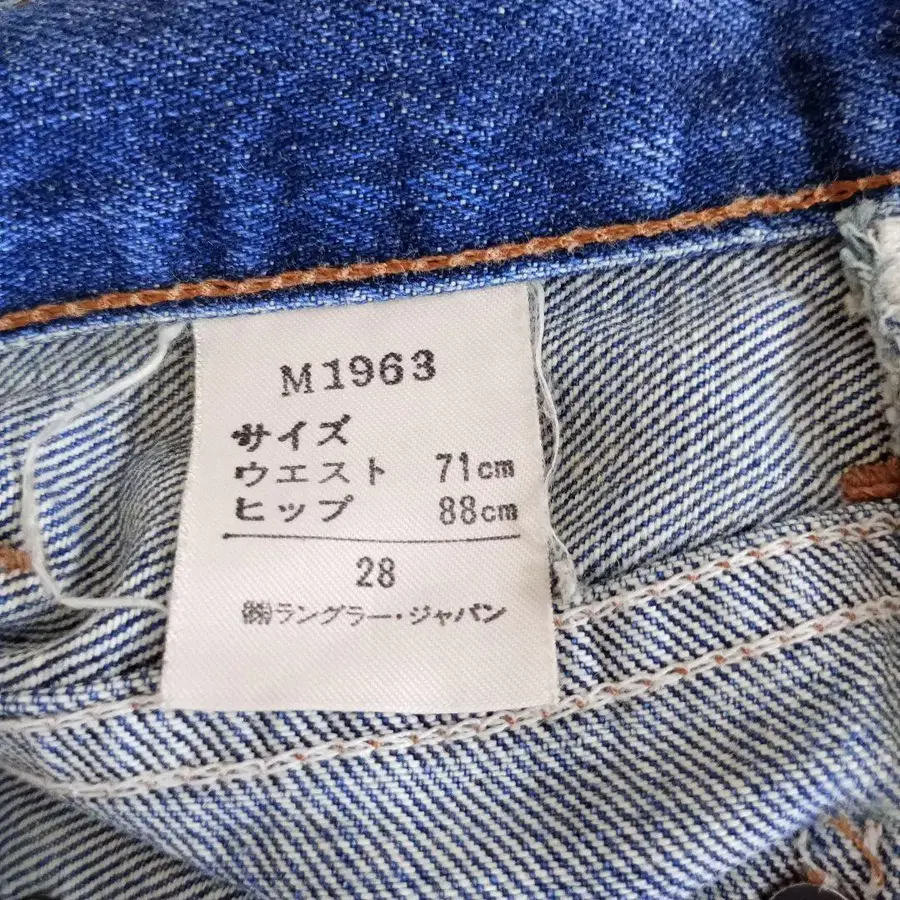 M1963
サイズ
ウエスト 71cm
ヒップ 88cm
28
㈱ラングラー・ジャパン